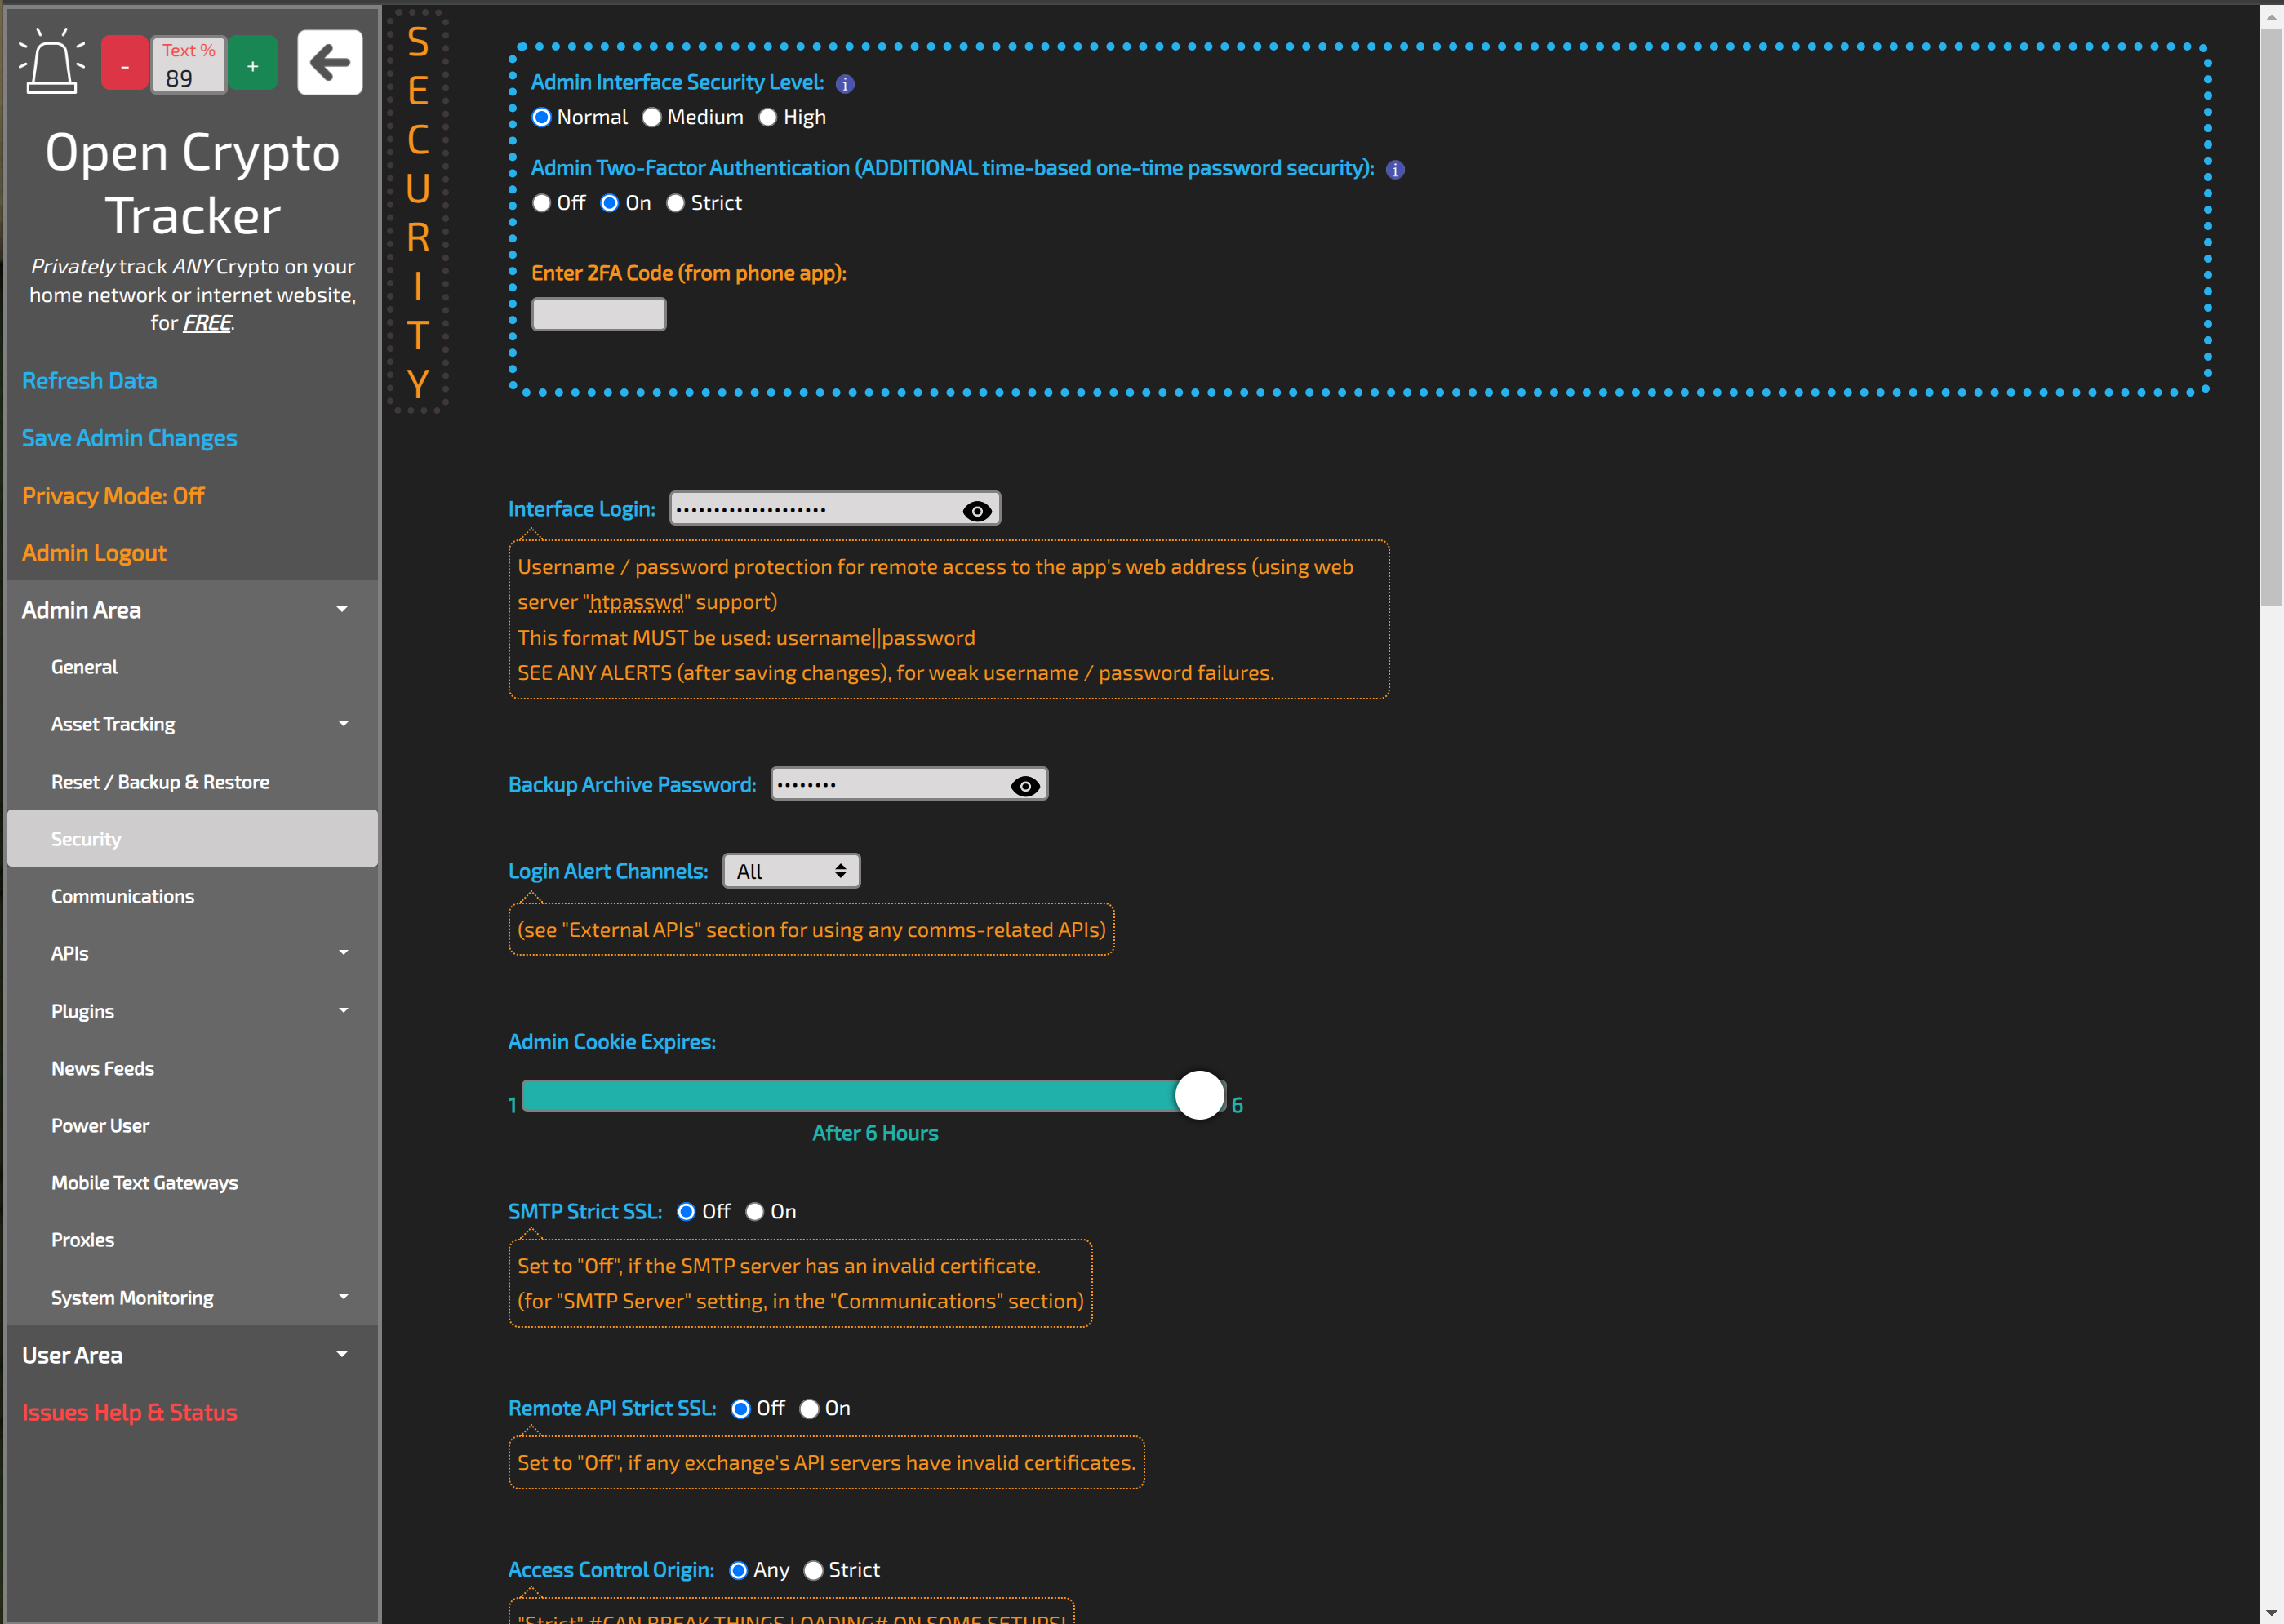 Text %
-
89
+
Open Crypto
Tracker
Privately track ANY Crypto on your
home network or internet website,
for FREE.
Refresh Data
Save Admin Changes
Privacy Mode: Off
Admin Logout
Admin Area
General
Asset Tracking
Reset / Backup & Restore
Security
Communications
APIs
Plugins
News Feeds
Power User
Mobile Text Gateways
Proxies
System Monitoring
User Area
Issues Help & Status
S
E
C
U
R
I
T
Y
Admin Interface Security Level: i
Normal Medium High
Admin Two-Factor Authentication (ADDITIONAL time-based one-time password security): i
Off On Strict
Enter 2FA Code (from phone app):
Interface Login:
Username / password protection for remote access to the app's web address (using web
server "htpasswd" support)
This format MUST be used: username||password
SEE ANY ALERTS (after saving changes), for weak username / password failures.
Backup Archive Password:
Login Alert Channels: All
(see "External APIs" section for using any comms-related APIs)
Admin Cookie Expires:
1 6
After 6 Hours
SMTP Strict SSL: Off On
Set to "Off", if the SMTP server has an invalid certificate.
(for "SMTP Server" setting, in the "Communications" section)
Remote API Strict SSL: Off On
Set to "Off", if any exchange's API servers have invalid certificates.
Access Control Origin: Any Strict
"Strict" #CAN BREAK THINGS LOADING# ON SOME SETUPS!